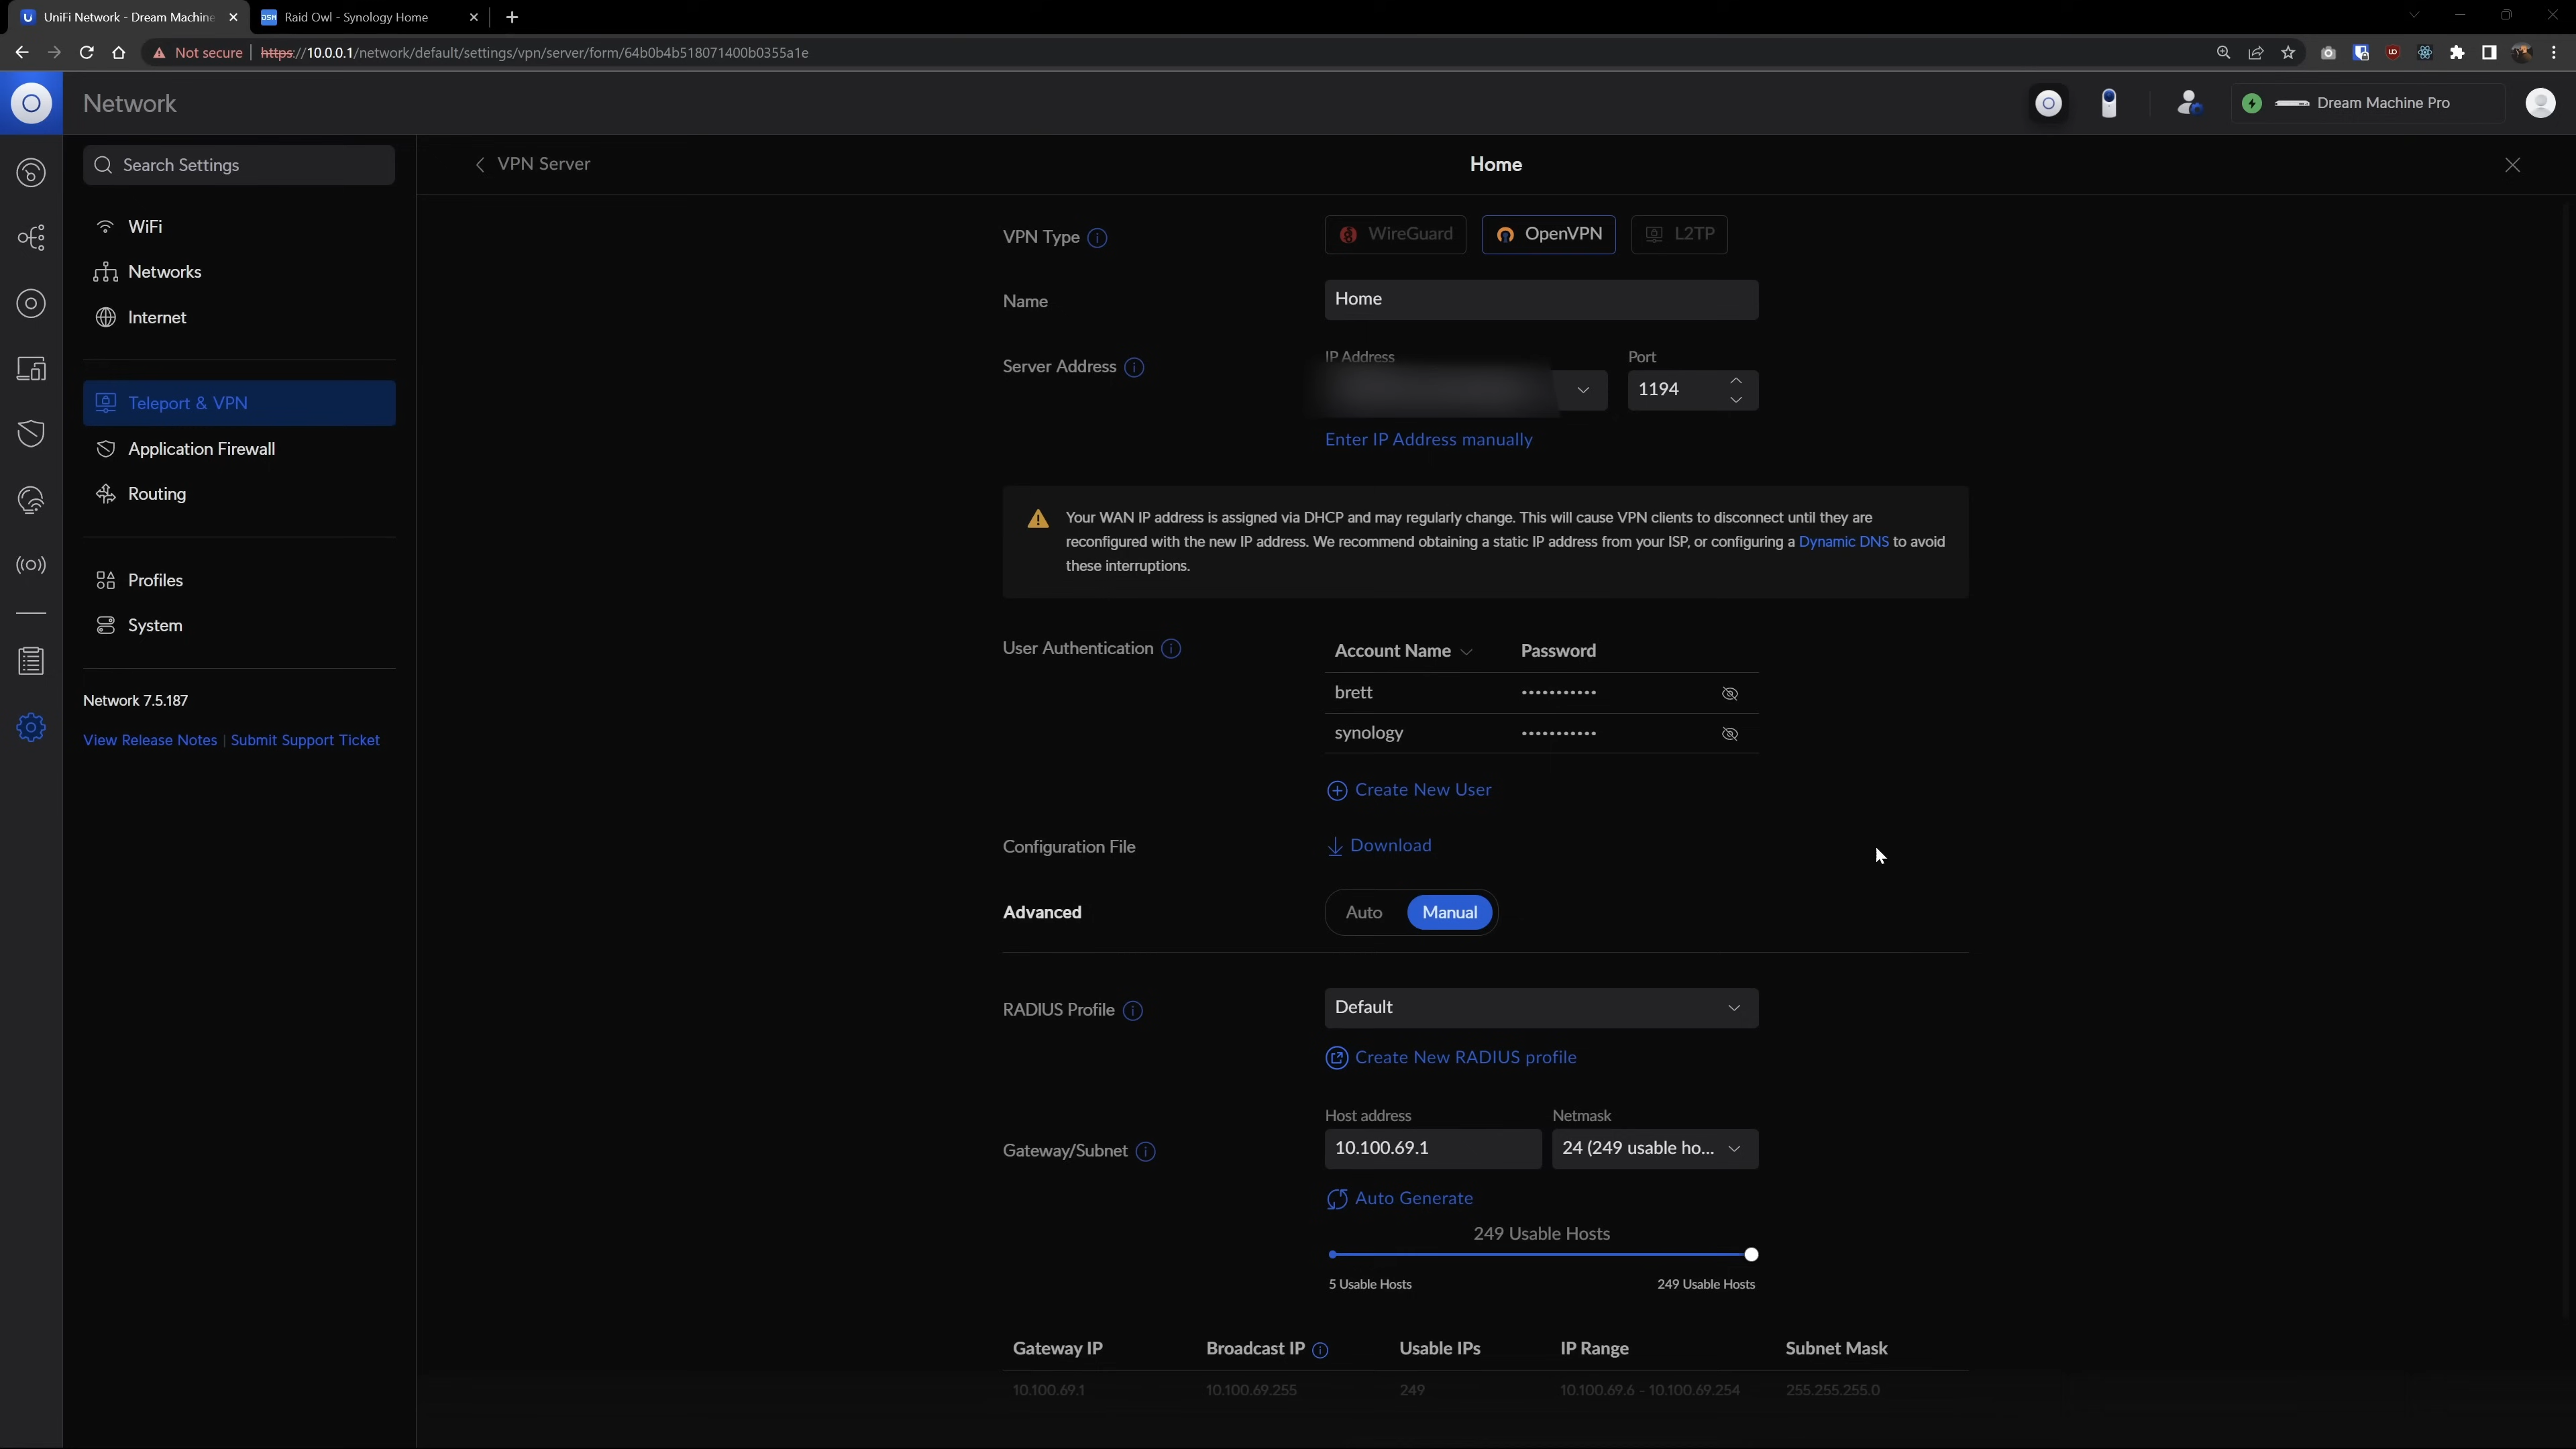 UniFi Network - Dream Machine
Raid Owl - Synology Home
Not secure
https://10.0.0.1/network/default/settings/vpn/server/form/64b0b4b518071400b0355a1e
Network
Dream Machine Pro
Search Settings
WiFi
Networks
Internet
Teleport & VPN
Application Firewall
Routing
Profiles
System
Network 7.5.187
View Release Notes | Submit Support Ticket
VPN Server
Home
VPN Type
WireGuard
OpenVPN
L2TP
Name
Home
Server Address
IP Address
Port
1194
Enter IP Address manually
Your WAN IP address is assigned via DHCP and may regularly change. This will cause VPN clients to disconnect until they are
reconfigured with the new IP address. We recommend obtaining a static IP address from your ISP, or configuring a Dynamic DNS to avoid
these interruptions.
User Authentication
Account Name
Password
brett
•••••••••••
synology
•••••••••••
Create New User
Configuration File
Download
Advanced
Auto
Manual
RADIUS Profile
Default
Create New RADIUS profile
Gateway/Subnet
Host address
Netmask
10.100.69.1
24 (249 usable ho...
Auto Generate
249 Usable Hosts
5 Usable Hosts
249 Usable Hosts
Gateway IP
Broadcast IP
Usable IPs
IP Range
Subnet Mask
10.100.69.1
10.100.69.255
249
10.100.69.6 - 10.100.69.254
255.255.255.0